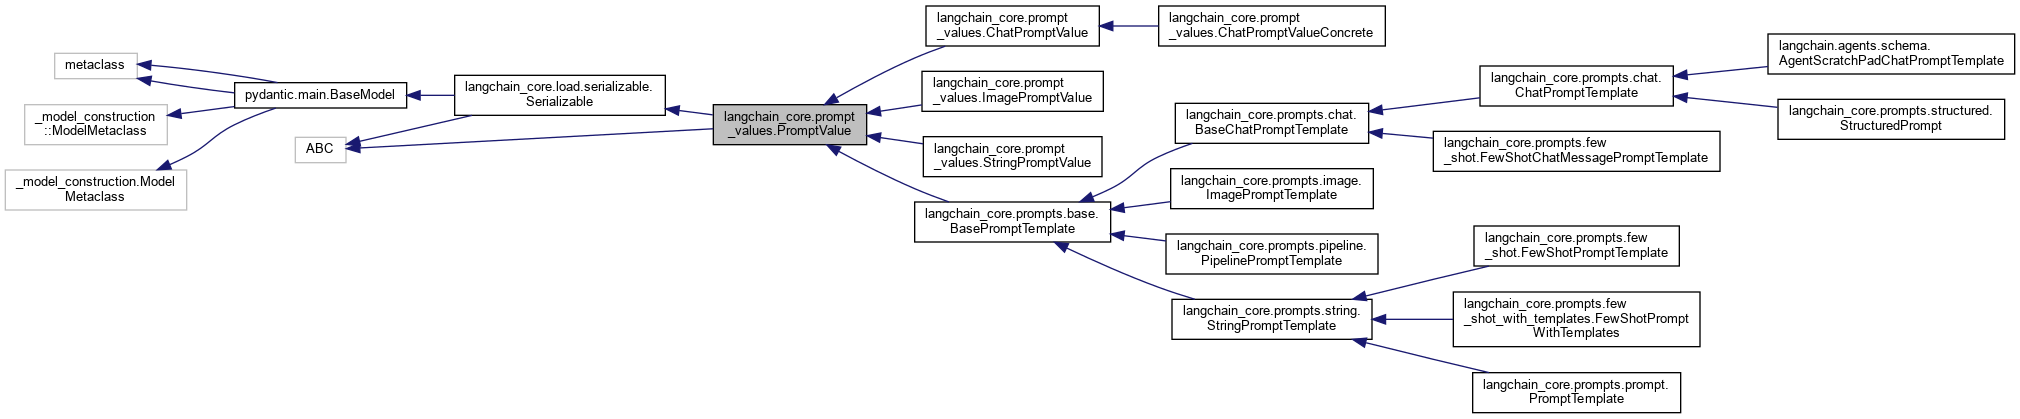 metaclass
_model_construction
::ModelMetaclass
_model_construction.Model
Metaclass
pydantic.main.BaseModel
ABC
langchain_core.load.serializable.
Serializable
langchain_core.prompt
_values.PromptValue
langchain_core.prompt
_values.ChatPromptValue
langchain_core.prompt
_values.ImagePromptValue
langchain_core.prompt
_values.StringPromptValue
langchain_core.prompts.base.
BasePromptTemplate
langchain_core.prompt
_values.ChatPromptValueConcrete
langchain_core.prompts.chat.
BaseChatPromptTemplate
langchain_core.prompts.image.
ImagePromptTemplate
langchain_core.prompts.pipeline.
PipelinePromptTemplate
langchain_core.prompts.string.
StringPromptTemplate
langchain_core.prompts.chat.
ChatPromptTemplate
langchain_core.prompts.few
_shot.FewShotChatMessagePromptTemplate
langchain_core.prompts.few
_shot.FewShotPromptTemplate
langchain_core.prompts.few
_shot_with_templates.FewShotPrompt
WithTemplates
langchain_core.prompts.prompt.
PromptTemplate
langchain.agents.schema.
AgentScratchPadChatPromptTemplate
langchain_core.prompts.structured.
StructuredPrompt